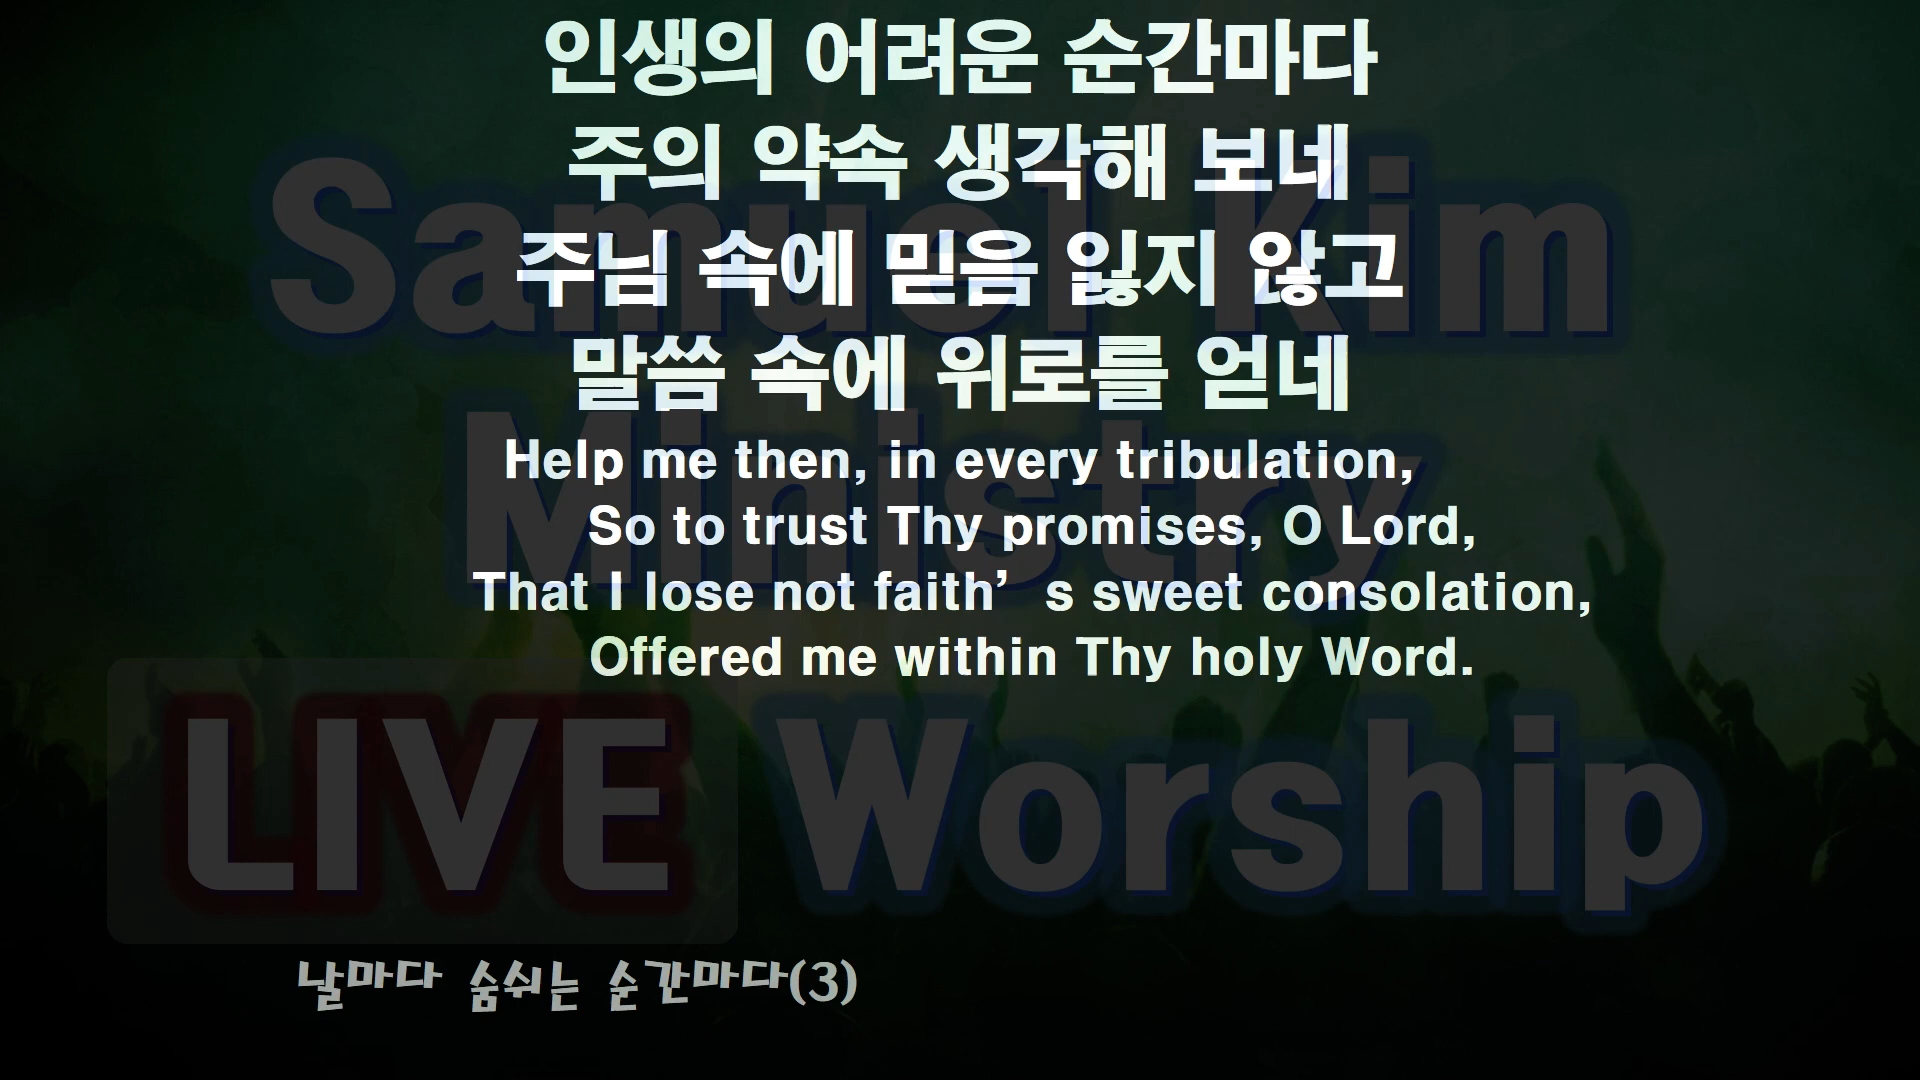 인생의 어려운 순간마다
주의 약속 생각해 보네
주님 속에 믿음 잃지 않고
말씀 속에 위로를 얻네
Help me then, in every tribulation,
So to trust Thy promises, O Lord,
That I lose not faith’ s sweet consolation,
Offered me within Thy holy Word.
Samuel Kim
Ministry
LIVE Worship
날마다 숨쉬는 순간마다(3)